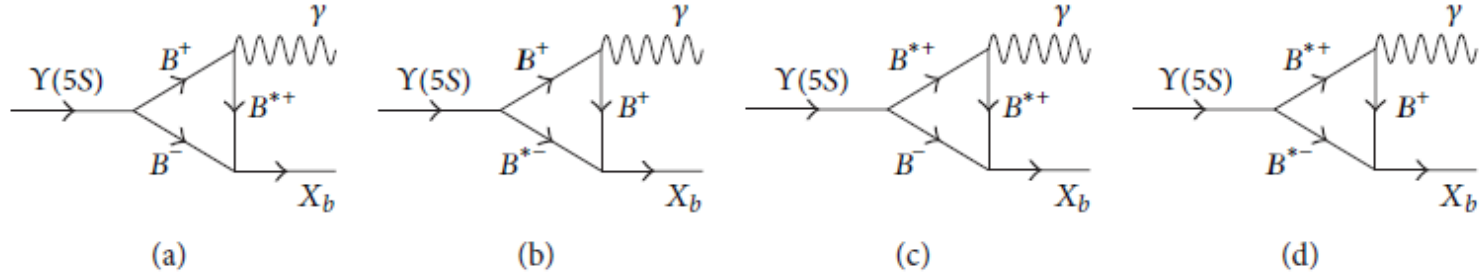 γ γ γ γ
Υ(5S) B⁺ Υ(5S) B⁺ Υ(5S) B*⁺ Υ(5S) B*⁺
B*⁺ B⁺ B*⁺ B⁺
B⁻ B*⁻ B⁻ B*⁻
X_b X_b X_b X_b
(a) (b) (c) (d)